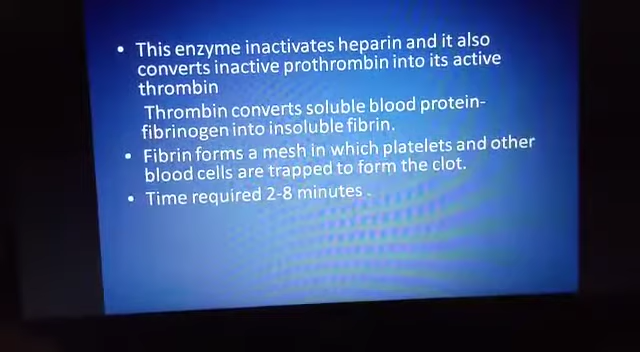 • This enzyme inactivates heparin and it also
converts inactive prothrombin into its active
thrombin
Thrombin converts soluble blood protein-
fibrinogen into insoluble fibrin.
• Fibrin forms a mesh in which platelets and other
blood cells are trapped to form the clot.
• Time required 2-8 minutes .